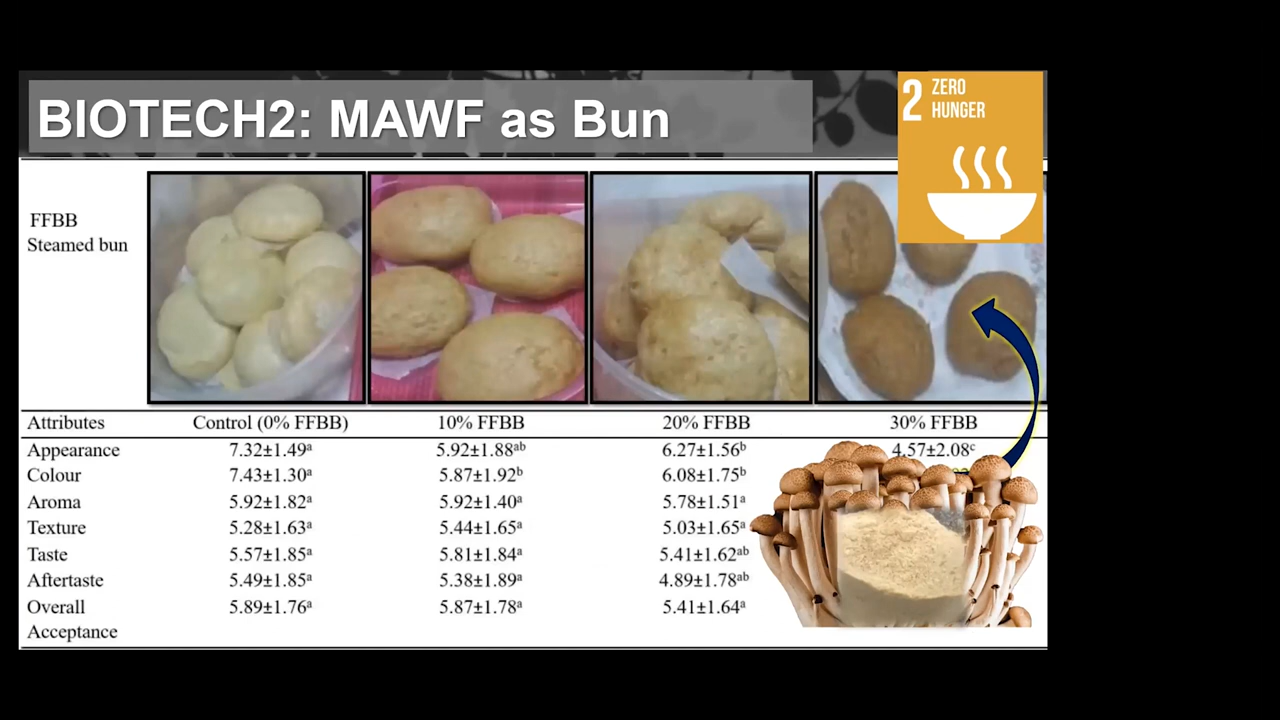 BIOTECH2: MAWF as Bun
2 ZERO
HUNGER
FFBB
Steamed bun
Attributes Control (0% FFBB) 10% FFBB 20% FFBB 30% FFBB
Appearance 7.32±1.49ᵃ 5.92±1.88ᵃᵇ 6.27±1.56ᵇ 4.57±2.08ᶜ
Colour 7.43±1.30ᵃ 5.87±1.92ᵇ 6.08±1.75ᵇ
Aroma 5.92±1.82ᵃ 5.92±1.40ᵃ 5.78±1.51ᵃ
Texture 5.28±1.63ᵃ 5.44±1.65ᵃ 5.03±1.65ᵃ
Taste 5.57±1.85ᵃ 5.81±1.84ᵃ 5.41±1.62ᵃᵇ
Aftertaste 5.49±1.85ᵃ 5.38±1.89ᵃ 4.89±1.78ᵃᵇ
Overall 5.89±1.76ᵃ 5.87±1.78ᵃ 5.41±1.64ᵃ
Acceptance